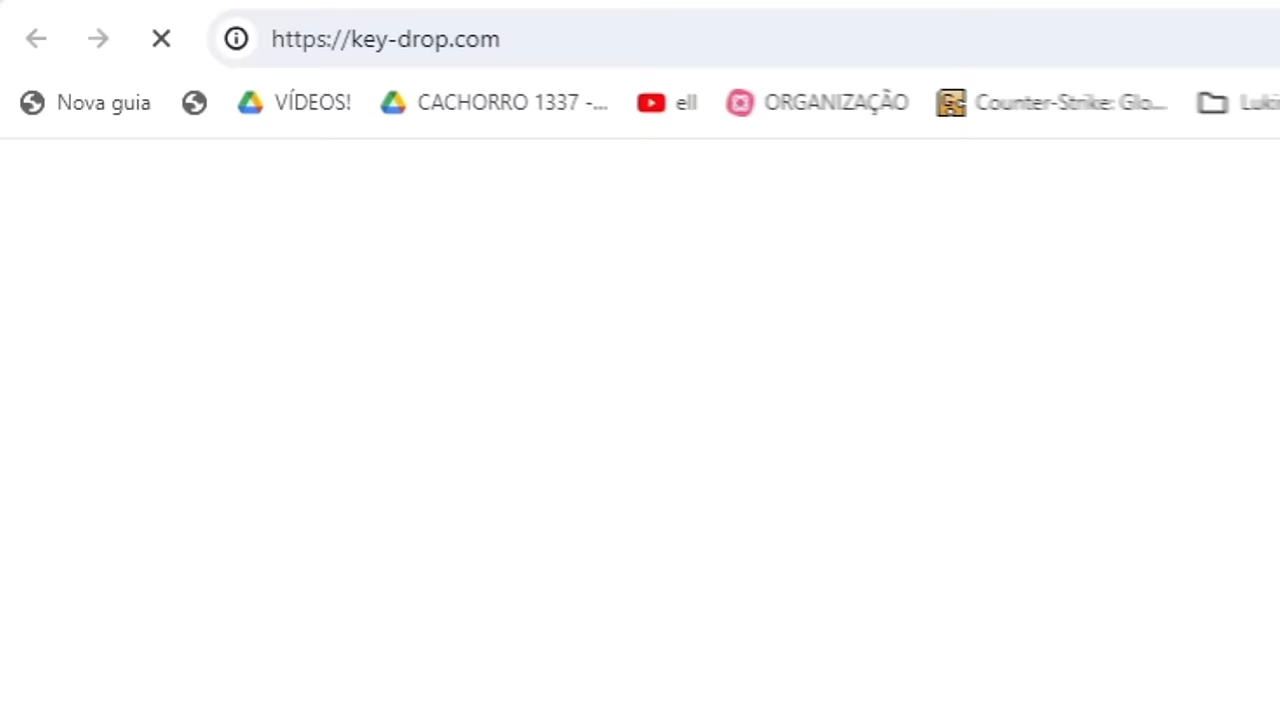 https://key-drop.com
Nova guia VÍDEOS! CACHORRO 1337 -... ell ORGANIZAÇÃO Counter-Strike: Glo...